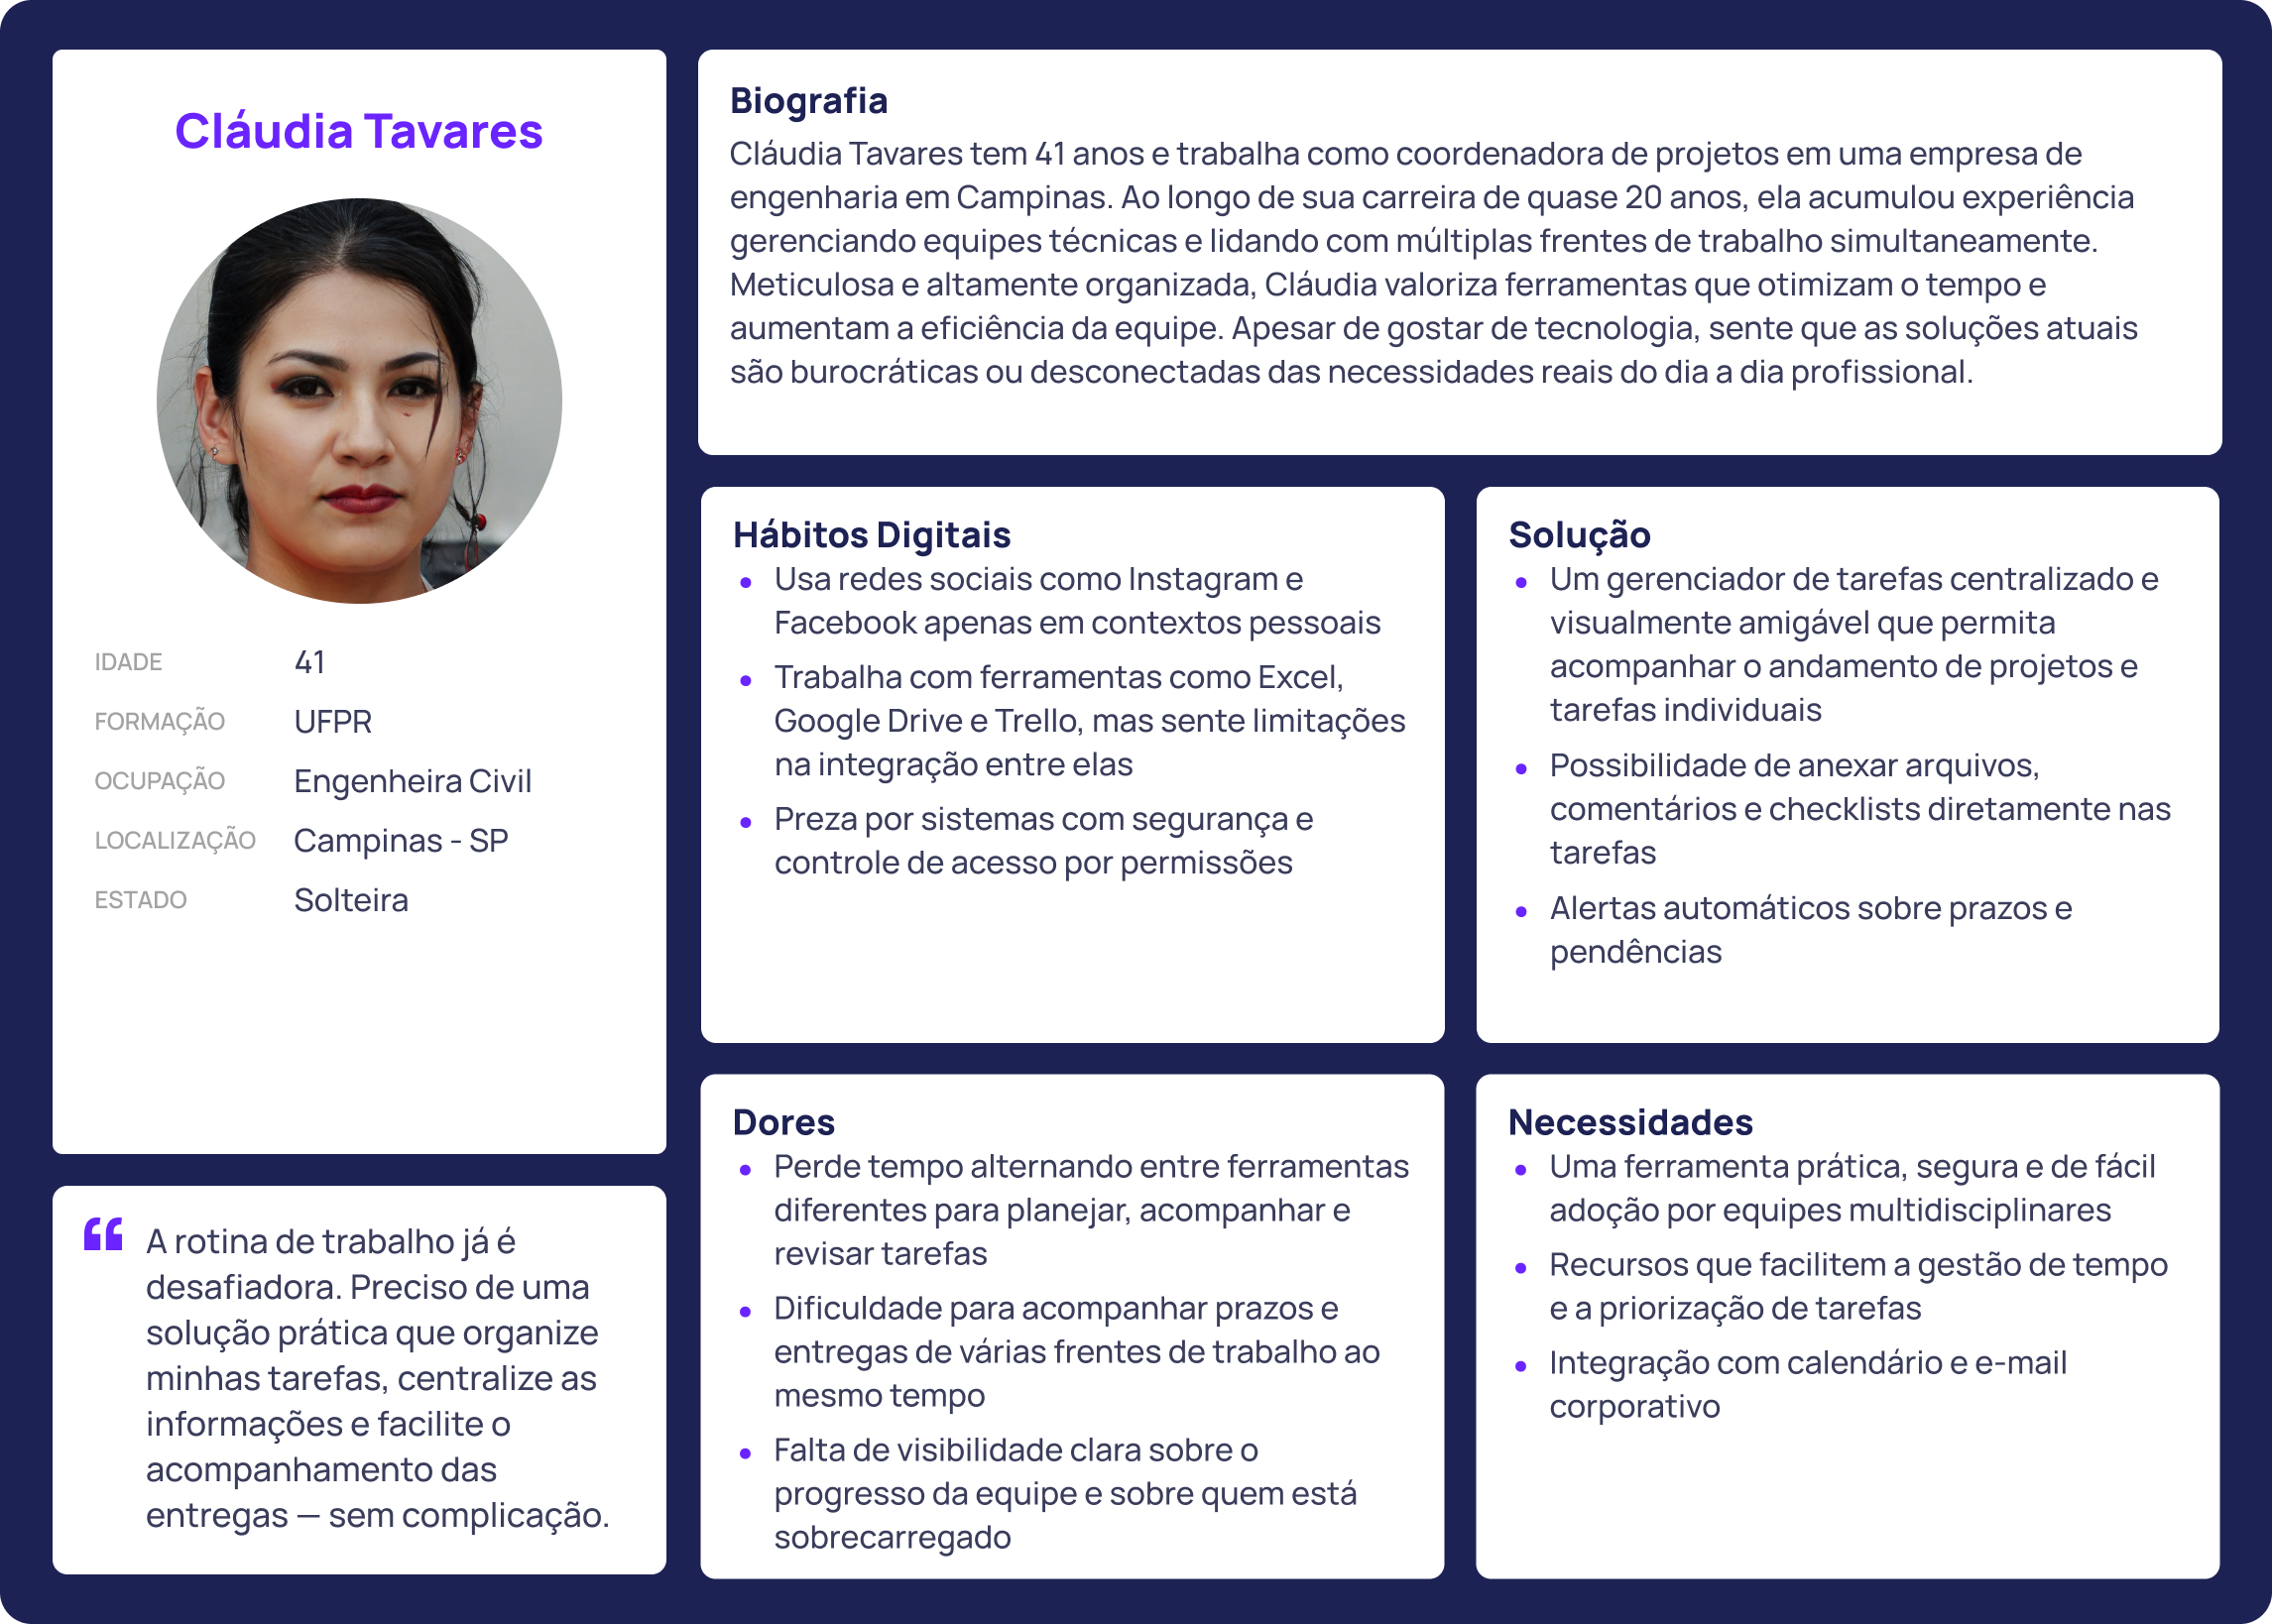 Cláudia Tavares
IDADE 41
FORMAÇÃO UFPR
OCUPAÇÃO Engenheira Civil
LOCALIZAÇÃO Campinas - SP
ESTADO Solteira
“ A rotina de trabalho já é
desafiadora. Preciso de uma
solução prática que organize
minhas tarefas, centralize as
informações e facilite o
acompanhamento das
entregas — sem complicação.
Biografia
Cláudia Tavares tem 41 anos e trabalha como coordenadora de projetos em uma empresa de
engenharia em Campinas. Ao longo de sua carreira de quase 20 anos, ela acumulou experiência
gerenciando equipes técnicas e lidando com múltiplas frentes de trabalho simultaneamente.
Meticulosa e altamente organizada, Cláudia valoriza ferramentas que otimizam o tempo e
aumentam a eficiência da equipe. Apesar de gostar de tecnologia, sente que as soluções atuais
são burocráticas ou desconectadas das necessidades reais do dia a dia profissional.
Hábitos Digitais
• Usa redes sociais como Instagram e
Facebook apenas em contextos pessoais
• Trabalha com ferramentas como Excel,
Google Drive e Trello, mas sente limitações
na integração entre elas
• Preza por sistemas com segurança e
controle de acesso por permissões
Solução
• Um gerenciador de tarefas centralizado e
visualmente amigável que permita
acompanhar o andamento de projetos e
tarefas individuais
• Possibilidade de anexar arquivos,
comentários e checklists diretamente nas
tarefas
• Alertas automáticos sobre prazos e
pendências
Dores
• Perde tempo alternando entre ferramentas
diferentes para planejar, acompanhar e
revisar tarefas
• Dificuldade para acompanhar prazos e
entregas de várias frentes de trabalho ao
mesmo tempo
• Falta de visibilidade clara sobre o
progresso da equipe e sobre quem está
sobrecarregado
Necessidades
• Uma ferramenta prática, segura e de fácil
adoção por equipes multidisciplinares
• Recursos que facilitem a gestão de tempo
e a priorização de tarefas
• Integração com calendário e e-mail
corporativo